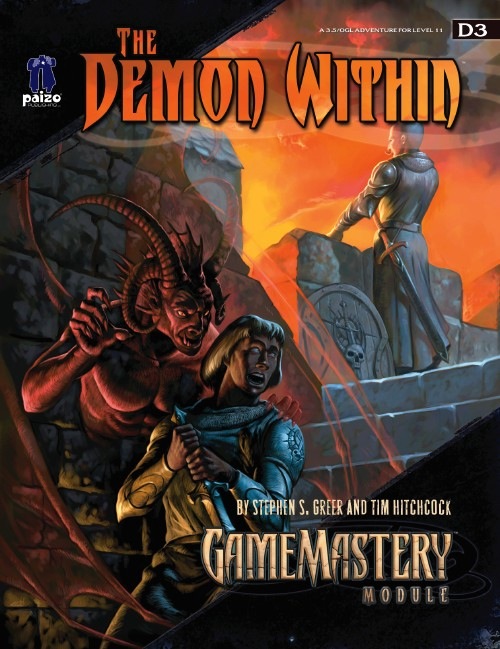 A 3.5/OGL ADVENTURE FOR LEVEL 11
D3
THE
DEMON WITHIN
paizo
PUBLISHING
BY STEPHEN S. GREER AND TIM HITCHCOCK
GAMEMASTERY
MODULE